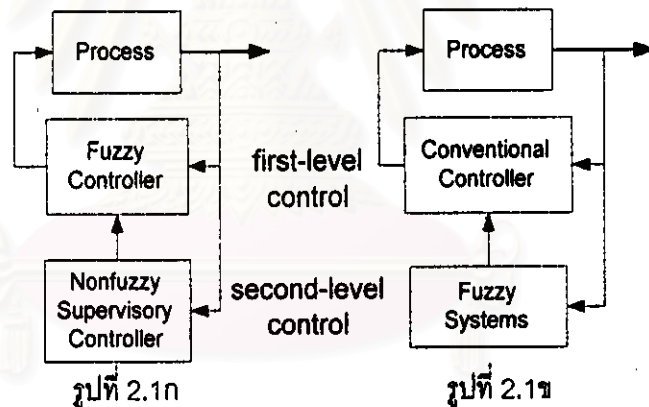 Process
Fuzzy
Controller
Nonfuzzy
Supervisory
Controller
รูปที่ 2.1ก
first-level
control
second-level
control
Process
Conventional
Controller
Fuzzy
Systems
รูปที่ 2.1ข